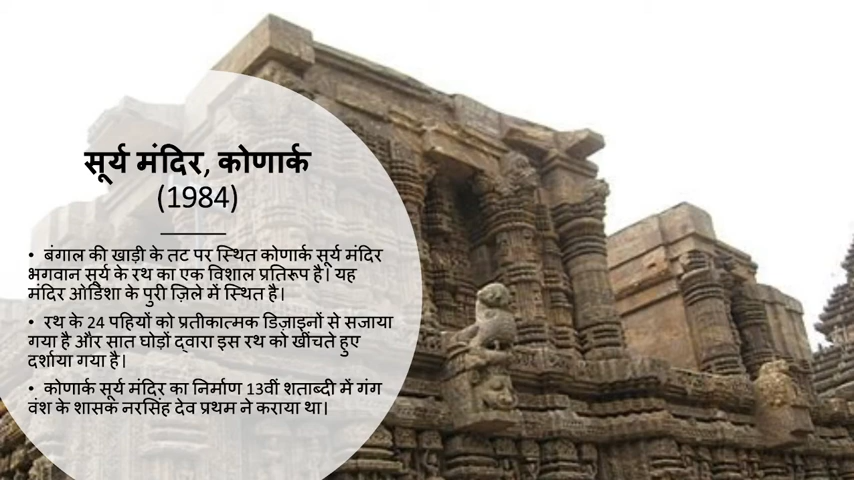 सूर्य मंदिर, कोणार्क
(1984)
• बंगाल की खाड़ी के तट पर स्थित कोणार्क सूर्य मंदिर
भगवान सूर्य के रथ का एक विशाल प्रतिरूप है। यह
मंदिर ओडिशा के पुरी ज़िले में स्थित है।
• रथ के 24 पहियों को प्रतीकात्मक डिज़ाइनों से सजाया
गया है और सात घोड़ों द्वारा इस रथ को खींचते हुए
दर्शाया गया है।
• कोणार्क सूर्य मंदिर का निर्माण 13वीं शताब्दी में गंग
वंश के शासक नरसिंह देव प्रथम ने कराया था।